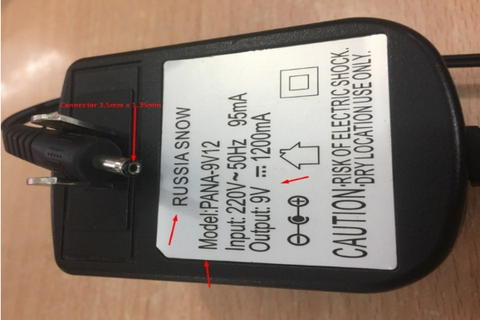 Connector 3.5mm x 1.35mm
RUSSIA SNOW
Model:PANA-9V12
Input: 220V~50Hz 95mA
Output: 9V ⎓ 1200mA
CAUTION:RISK OF ELECTRIC SHOCK.
DRY LOCATION USE ONLY.